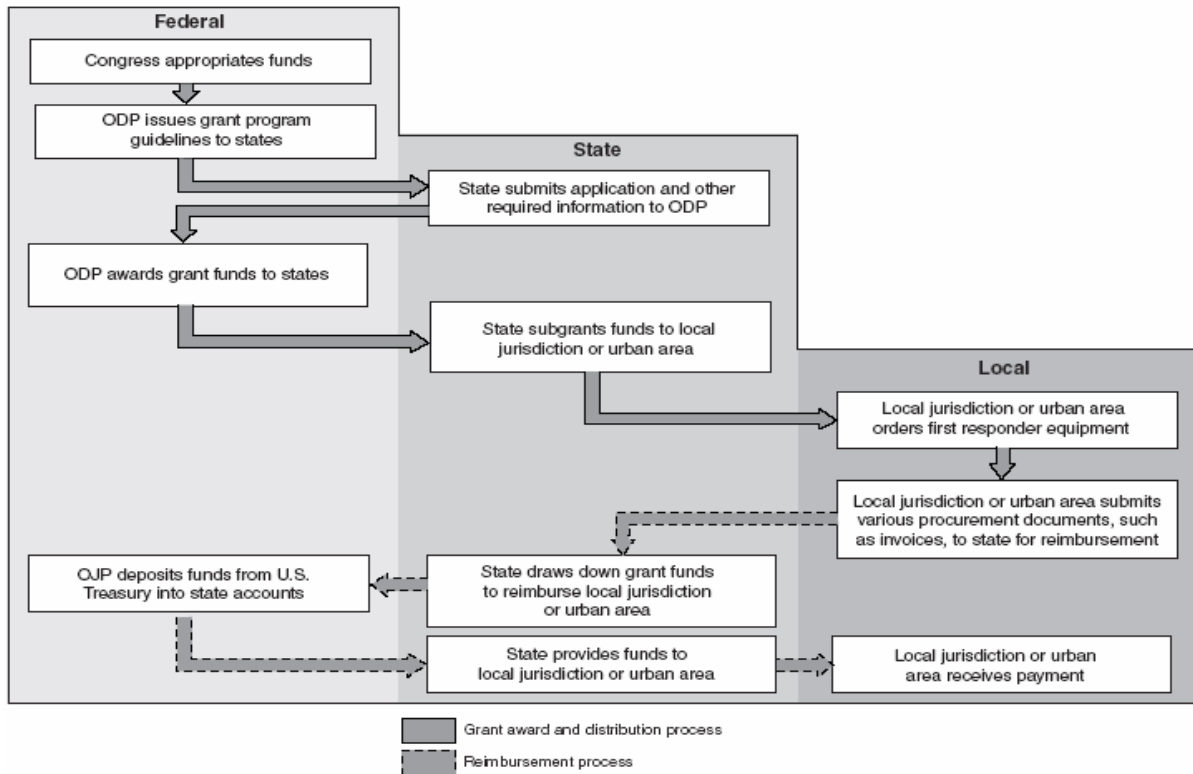 Federal
Congress appropriates funds
ODP issues grant program
guidelines to states
State
State submits application and other
required information to ODP
ODP awards grant funds to states
State subgrants funds to local
jurisdiction or urban area
Local
Local jurisdiction or urban area
orders first responder equipment
Local jurisdiction or urban area submits
various procurement documents, such
as invoices, to state for reimbursement
State draws down grant funds
to reimburse local jurisdiction
or urban area
OJP deposits funds from U.S.
Treasury into state accounts
State provides funds to
local jurisdiction or urban area
Local jurisdiction or urban
area receives payment
Grant award and distribution process
Reimbursement process